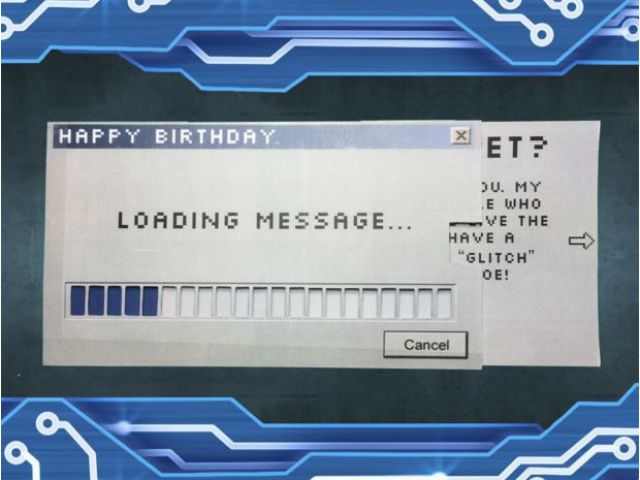 HAPPY BIRTHDAY.
LOADING MESSAGE...
Cancel
ET?
OU. MY
E WHO
VE THE
HAVE A
"GLITCH"
OE!